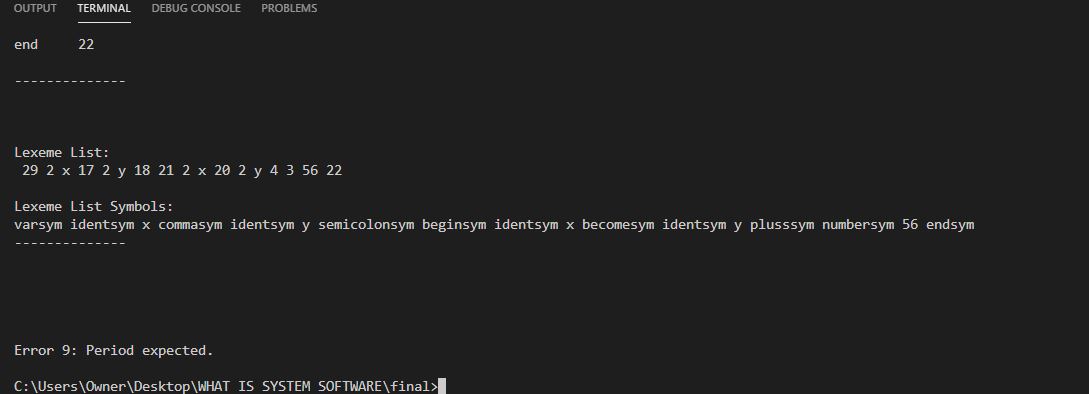 OUTPUT TERMINAL DEBUG CONSOLE PROBLEMS
end 22
--------------
Lexeme List:
29 2 x 17 2 y 18 21 2 x 20 2 y 4 3 56 22
Lexeme List Symbols:
varsym identsym x commasym identsym y semicolonsym beginsym identsym x becomesym identsym y plusssym numbersym 56 endsym
--------------
Error 9: Period expected.
C:\Users\Owner\Desktop\WHAT IS SYSTEM SOFTWARE\final>